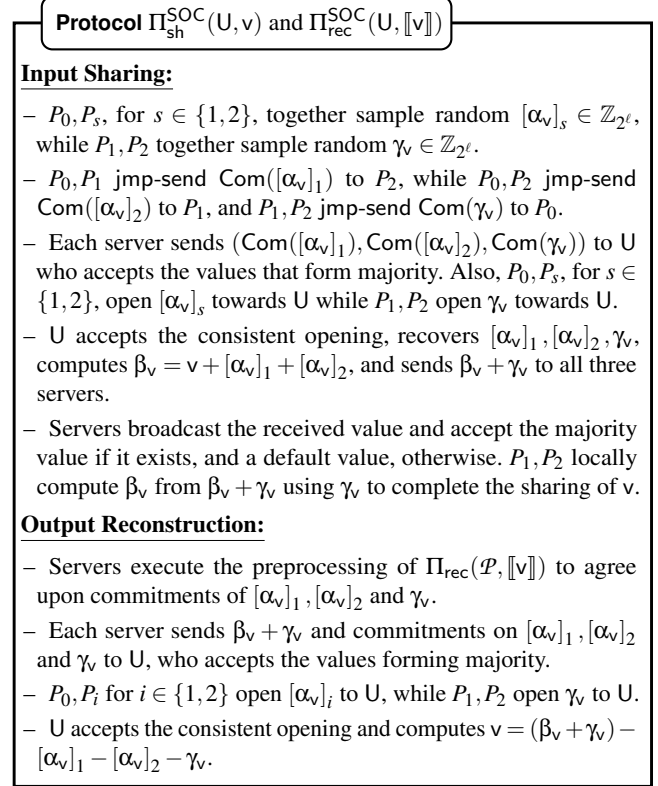 Protocol Π_sh^SOC(U, v) and Π_rec^SOC(U, ⟦v⟧)
Input Sharing:
– P₀, Pₛ, for s ∈ {1,2}, together sample random [αᵥ]ₛ ∈ ℤ_{2^ℓ},
while P₁, P₂ together sample random γᵥ ∈ ℤ_{2^ℓ}.
– P₀, P₁ jmp-send Com([αᵥ]₁) to P₂, while P₀, P₂ jmp-send
Com([αᵥ]₂) to P₁, and P₁, P₂ jmp-send Com(γᵥ) to P₀.
– Each server sends (Com([αᵥ]₁), Com([αᵥ]₂), Com(γᵥ)) to U
who accepts the values that form majority. Also, P₀, Pₛ, for s ∈
{1,2}, open [αᵥ]ₛ towards U while P₁, P₂ open γᵥ towards U.
– U accepts the consistent opening, recovers [αᵥ]₁, [αᵥ]₂, γᵥ,
computes βᵥ = v + [αᵥ]₁ + [αᵥ]₂, and sends βᵥ + γᵥ to all three
servers.
– Servers broadcast the received value and accept the majority
value if it exists, and a default value, otherwise. P₁, P₂ locally
compute βᵥ from βᵥ + γᵥ using γᵥ to complete the sharing of v.
Output Reconstruction:
– Servers execute the preprocessing of Π_rec(𝒫, ⟦v⟧) to agree
upon commitments of [αᵥ]₁, [αᵥ]₂ and γᵥ.
– Each server sends βᵥ + γᵥ and commitments on [αᵥ]₁, [αᵥ]₂
and γᵥ to U, who accepts the values forming majority.
– P₀, Pᵢ for i ∈ {1,2} open [αᵥ]ᵢ to U, while P₁, P₂ open γᵥ to U.
– U accepts the consistent opening and computes v = (βᵥ + γᵥ) −
[αᵥ]₁ − [αᵥ]₂ − γᵥ.